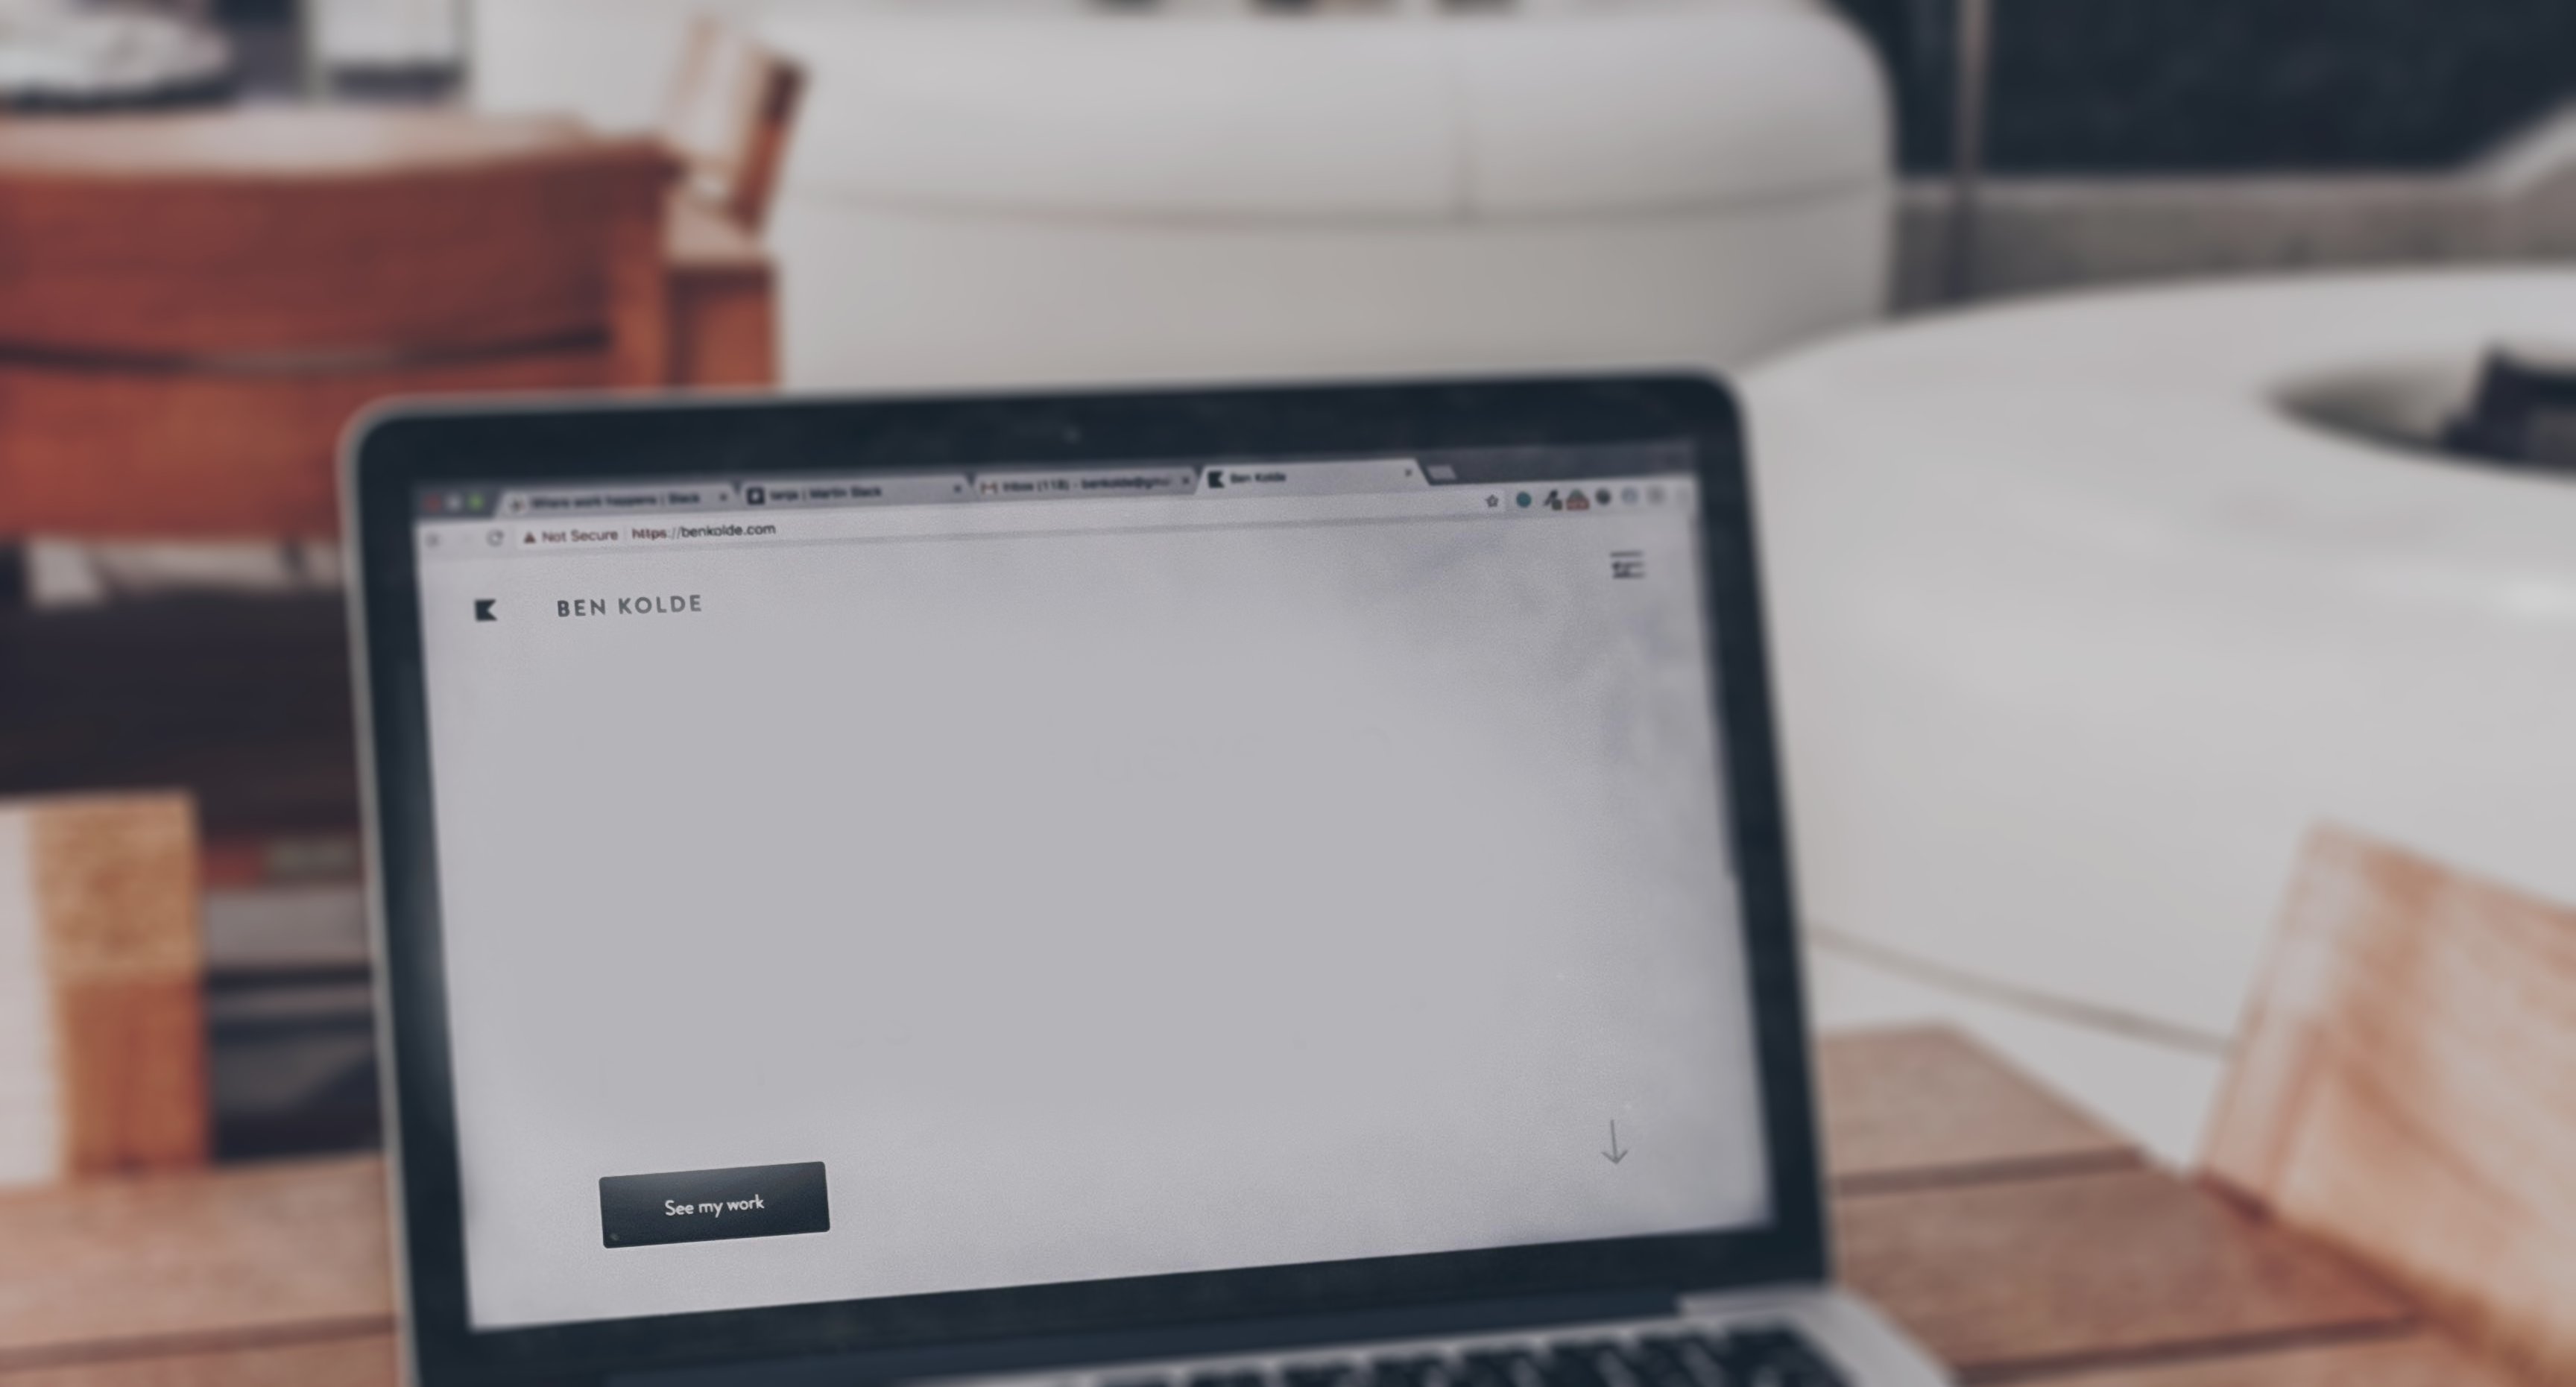 Where work happens | Slack
tanja | Martin Slack
Inbox (118) - benkolde@gmai
Ben Kolde
Not Secure
https://benkolde.com
BEN KOLDE
See my work